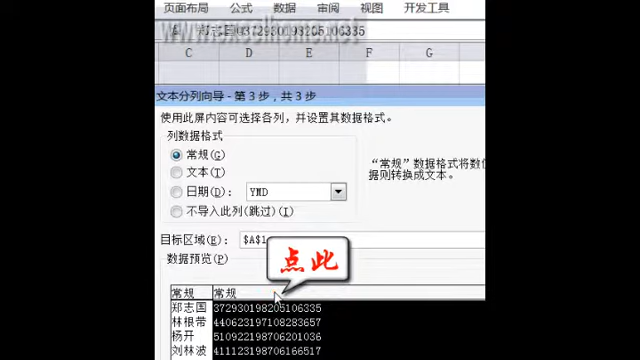 页面布局 公式 数据 审阅 视图 开发工具
www.excelhome.net
372930198205106335
C D E F G
文本分列向导 - 第 3 步，共 3 步
使用此屏内容可选择各列，并设置其数据格式。
列数据格式
常规(G)
文本(T)
日期(D): YMD
不导入此列(跳过)(I)
“常规”数据格式将数值
据则转换成文本。
目标区域(E): $A$1
点此
数据预览(P)
常规 常规
郑志国 372930198205106335
林根带 440623197108283657
杨开 510922198706201036
刘林波 411123198706166517